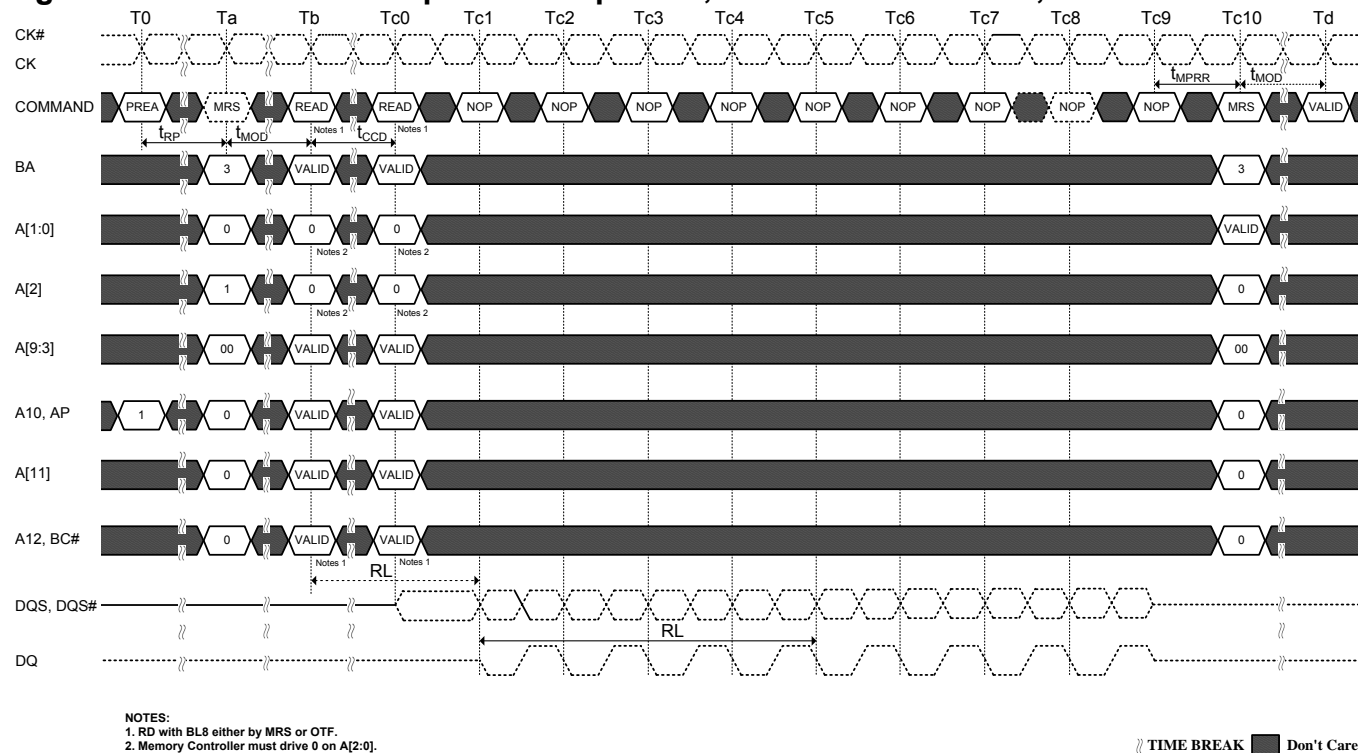 T0 Ta Tb Tc0 Tc1 Tc2 Tc3 Tc4 Tc5 Tc6 Tc7 Tc8 Tc9 Tc10 Td
CK#
CK
tMPRR tMOD
COMMAND PREA MRS READ READ NOP NOP NOP NOP NOP NOP NOP NOP NOP MRS VALID
Notes 1 Notes 1
tRP tMOD tCCD
BA 3 VALID VALID 3
A[1:0] 0 0 0 VALID
Notes 2 Notes 2
A[2] 1 0 0 0
Notes 2 Notes 2
A[9:3] 00 VALID VALID 00
A10, AP 1 0 VALID VALID 0
A[11] 0 VALID VALID 0
A12, BC# 0 VALID VALID 0
Notes 1 Notes 1
RL
DQS, DQS#
RL
DQ
NOTES:
1. RD with BL8 either by MRS or OTF.
2. Memory Controller must drive 0 on A[2:0].
TIME BREAK Don't Care